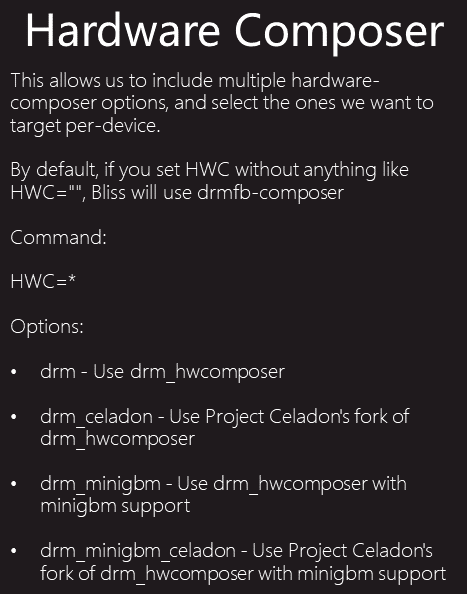 Hardware Composer
This allows us to include multiple hardware-
composer options, and select the ones we want to
target per-device.
By default, if you set HWC without anything like
HWC="", Bliss will use drmfb-composer
Command:
HWC=*
Options:
• drm - Use drm_hwcomposer
• drm_celadon - Use Project Celadon's fork of
drm_hwcomposer
• drm_minigbm - Use drm_hwcomposer with
minigbm support
• drm_minigbm_celadon - Use Project Celadon's
fork of drm_hwcomposer with minigbm support